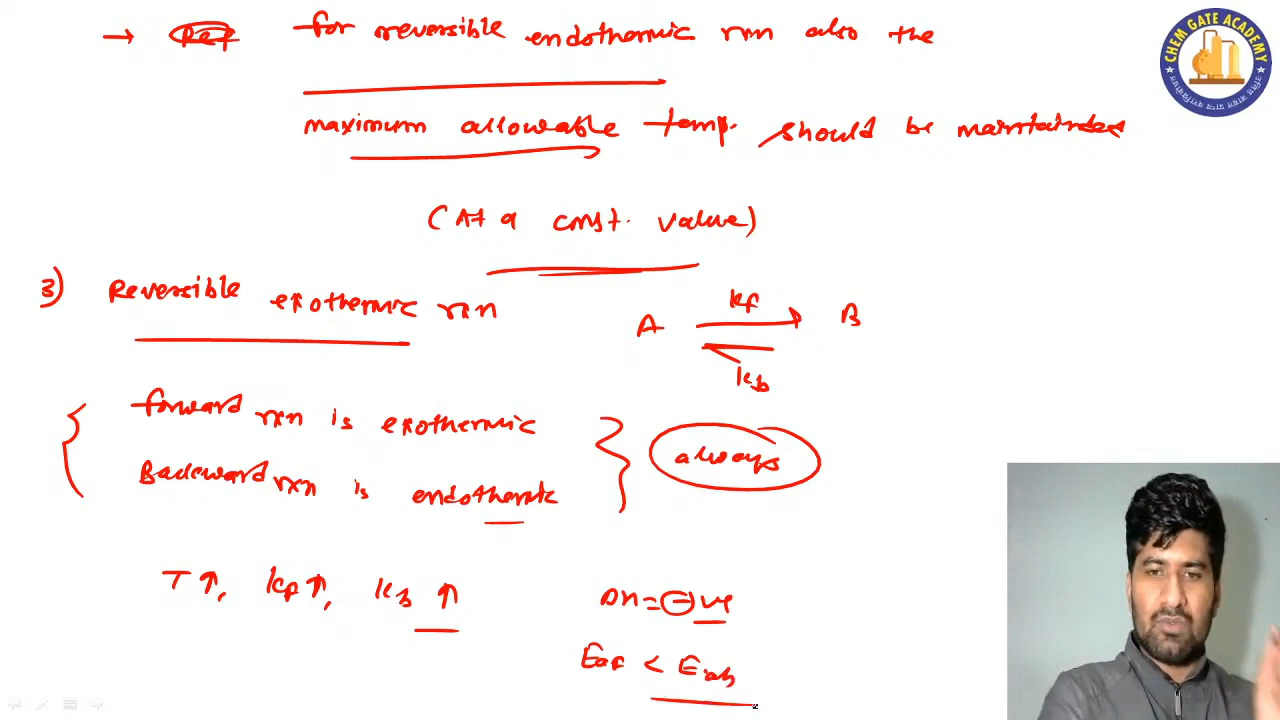 → for reversible endothermic rxn also the
maximum allowable temp. should be maintained
(At a const. value)
3) Reversible exothermic rxn
A kf B
kb
forward rxn is exothermic
Backward rxn is endothermic
always
T↑, kf↑, kb ↑
ΔH = ⊖ve
Eaf < Eab
CHEM GATE ACADEMY